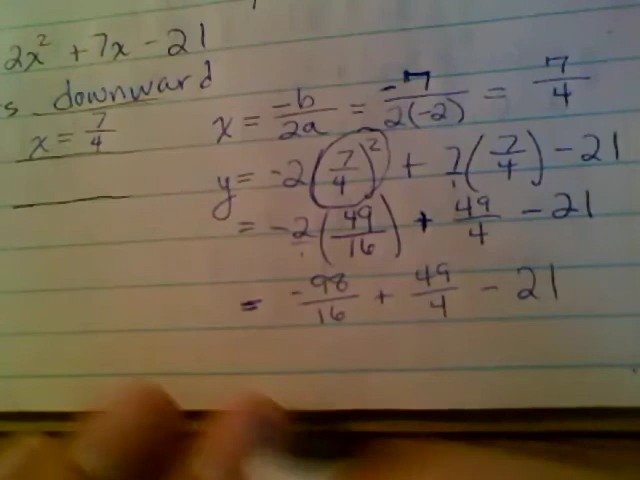 2x² + 7x - 21
s downward
x = 7/4
x = -b/2a = -7/2(-2) = 7/4
y = -2(7/4)² + 7(7/4) - 21
= -2(49/16) + 49/4 - 21
= -98/16 + 49/4 - 21